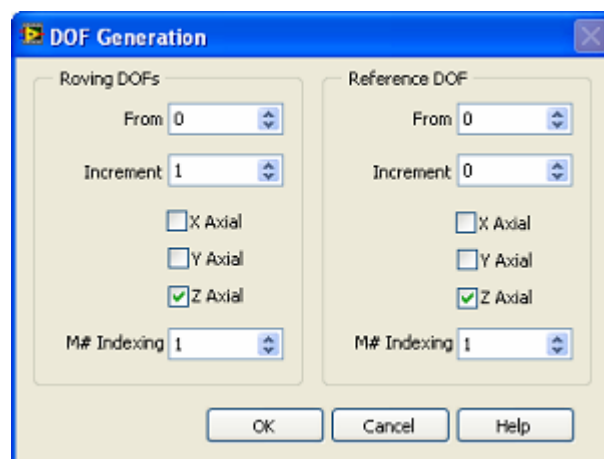 DOF Generation
Roving DOFs
From 0
Increment 1
X Axial
Y Axial
Z Axial
M# Indexing 1
Reference DOF
From 0
Increment 0
X Axial
Y Axial
Z Axial
M# Indexing 1
OK Cancel Help